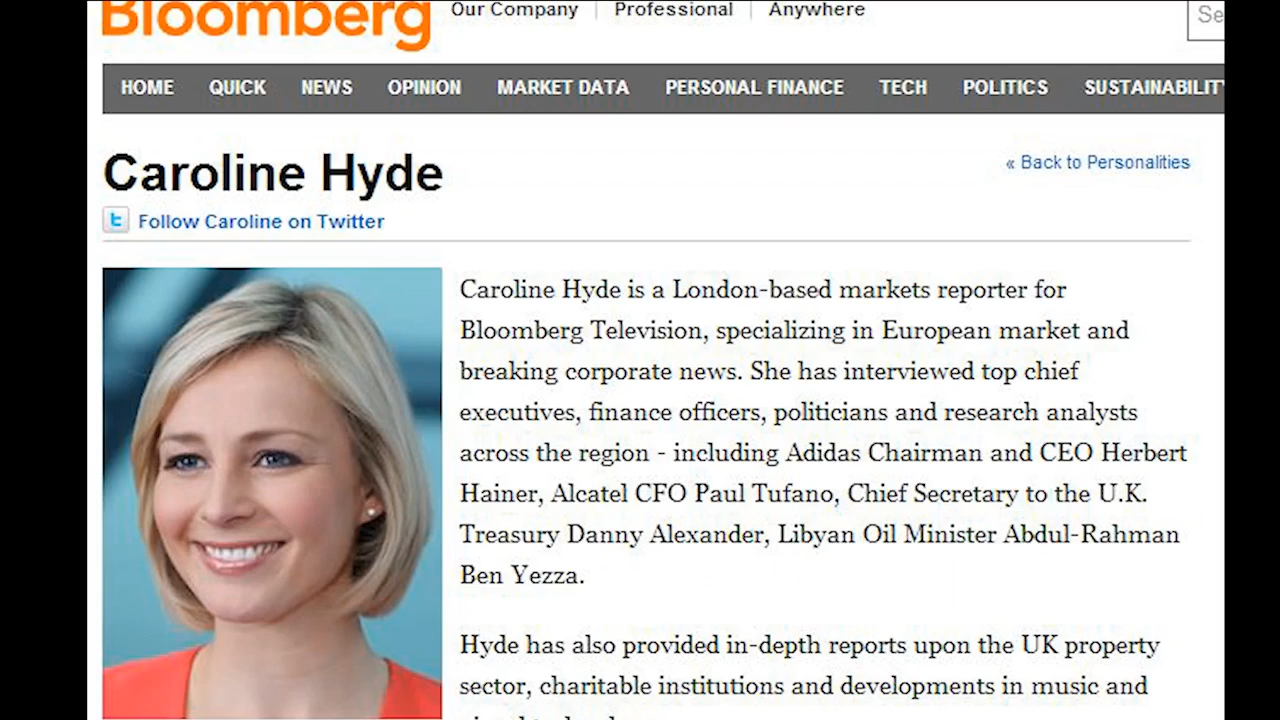 Bloomberg
Our Company Professional Anywhere
Se
HOME QUICK NEWS OPINION MARKET DATA PERSONAL FINANCE TECH POLITICS SUSTAINABILITY
Caroline Hyde
« Back to Personalities
Follow Caroline on Twitter
Caroline Hyde is a London-based markets reporter for
Bloomberg Television, specializing in European market and
breaking corporate news. She has interviewed top chief
executives, finance officers, politicians and research analysts
across the region - including Adidas Chairman and CEO Herbert
Hainer, Alcatel CFO Paul Tufano, Chief Secretary to the U.K.
Treasury Danny Alexander, Libyan Oil Minister Abdul-Rahman
Ben Yezza.
Hyde has also provided in-depth reports upon the UK property
sector, charitable institutions and developments in music and